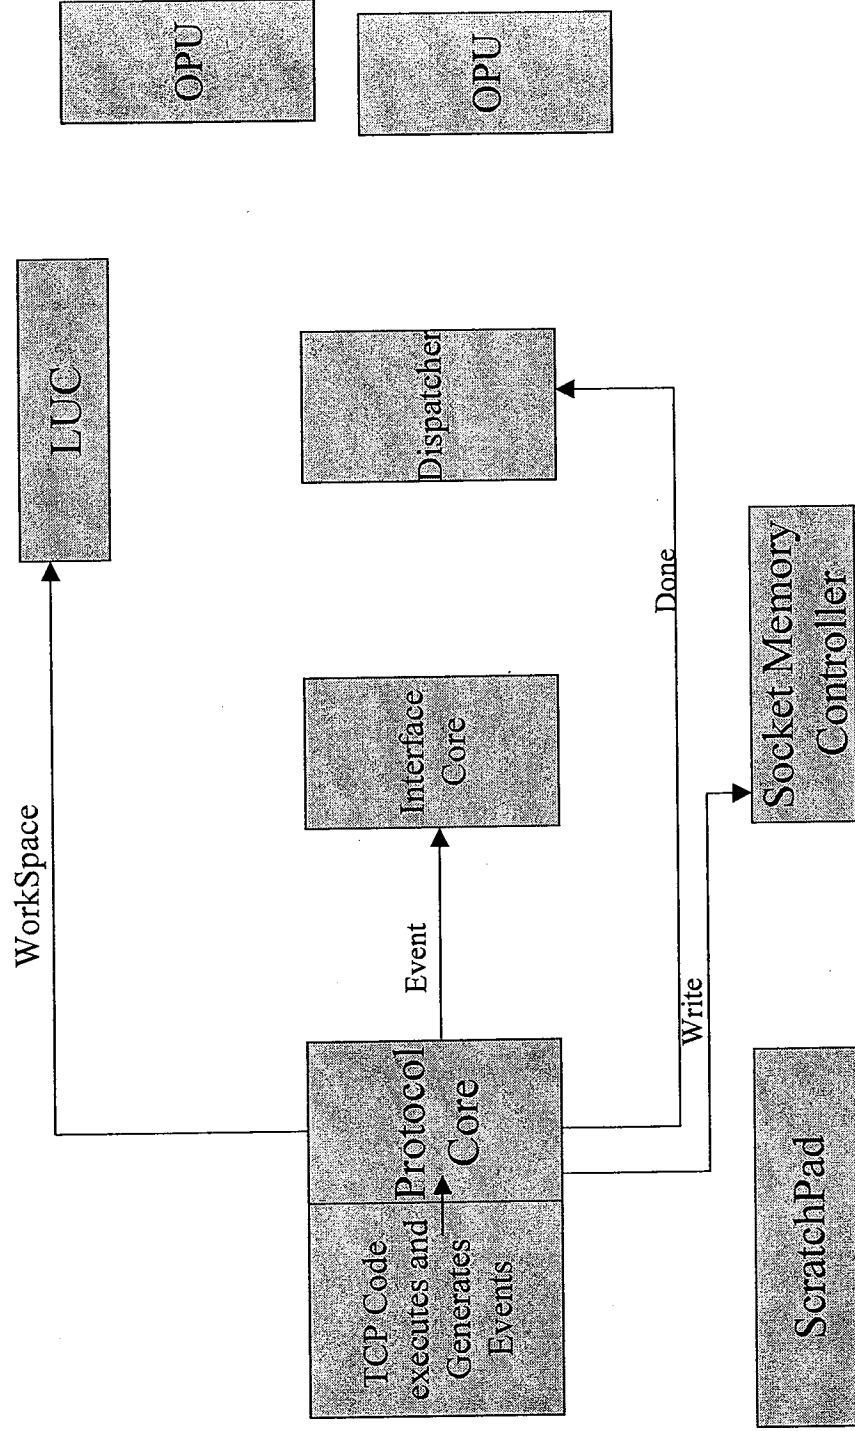 WorkSpace
LUC
OPU
TCP Code
executes and
Generates
Events
Protocol
Core
Event
Interface
Core
Dispatcher
OPU
Write
Done
ScratchPad
Socket Memory
Controller